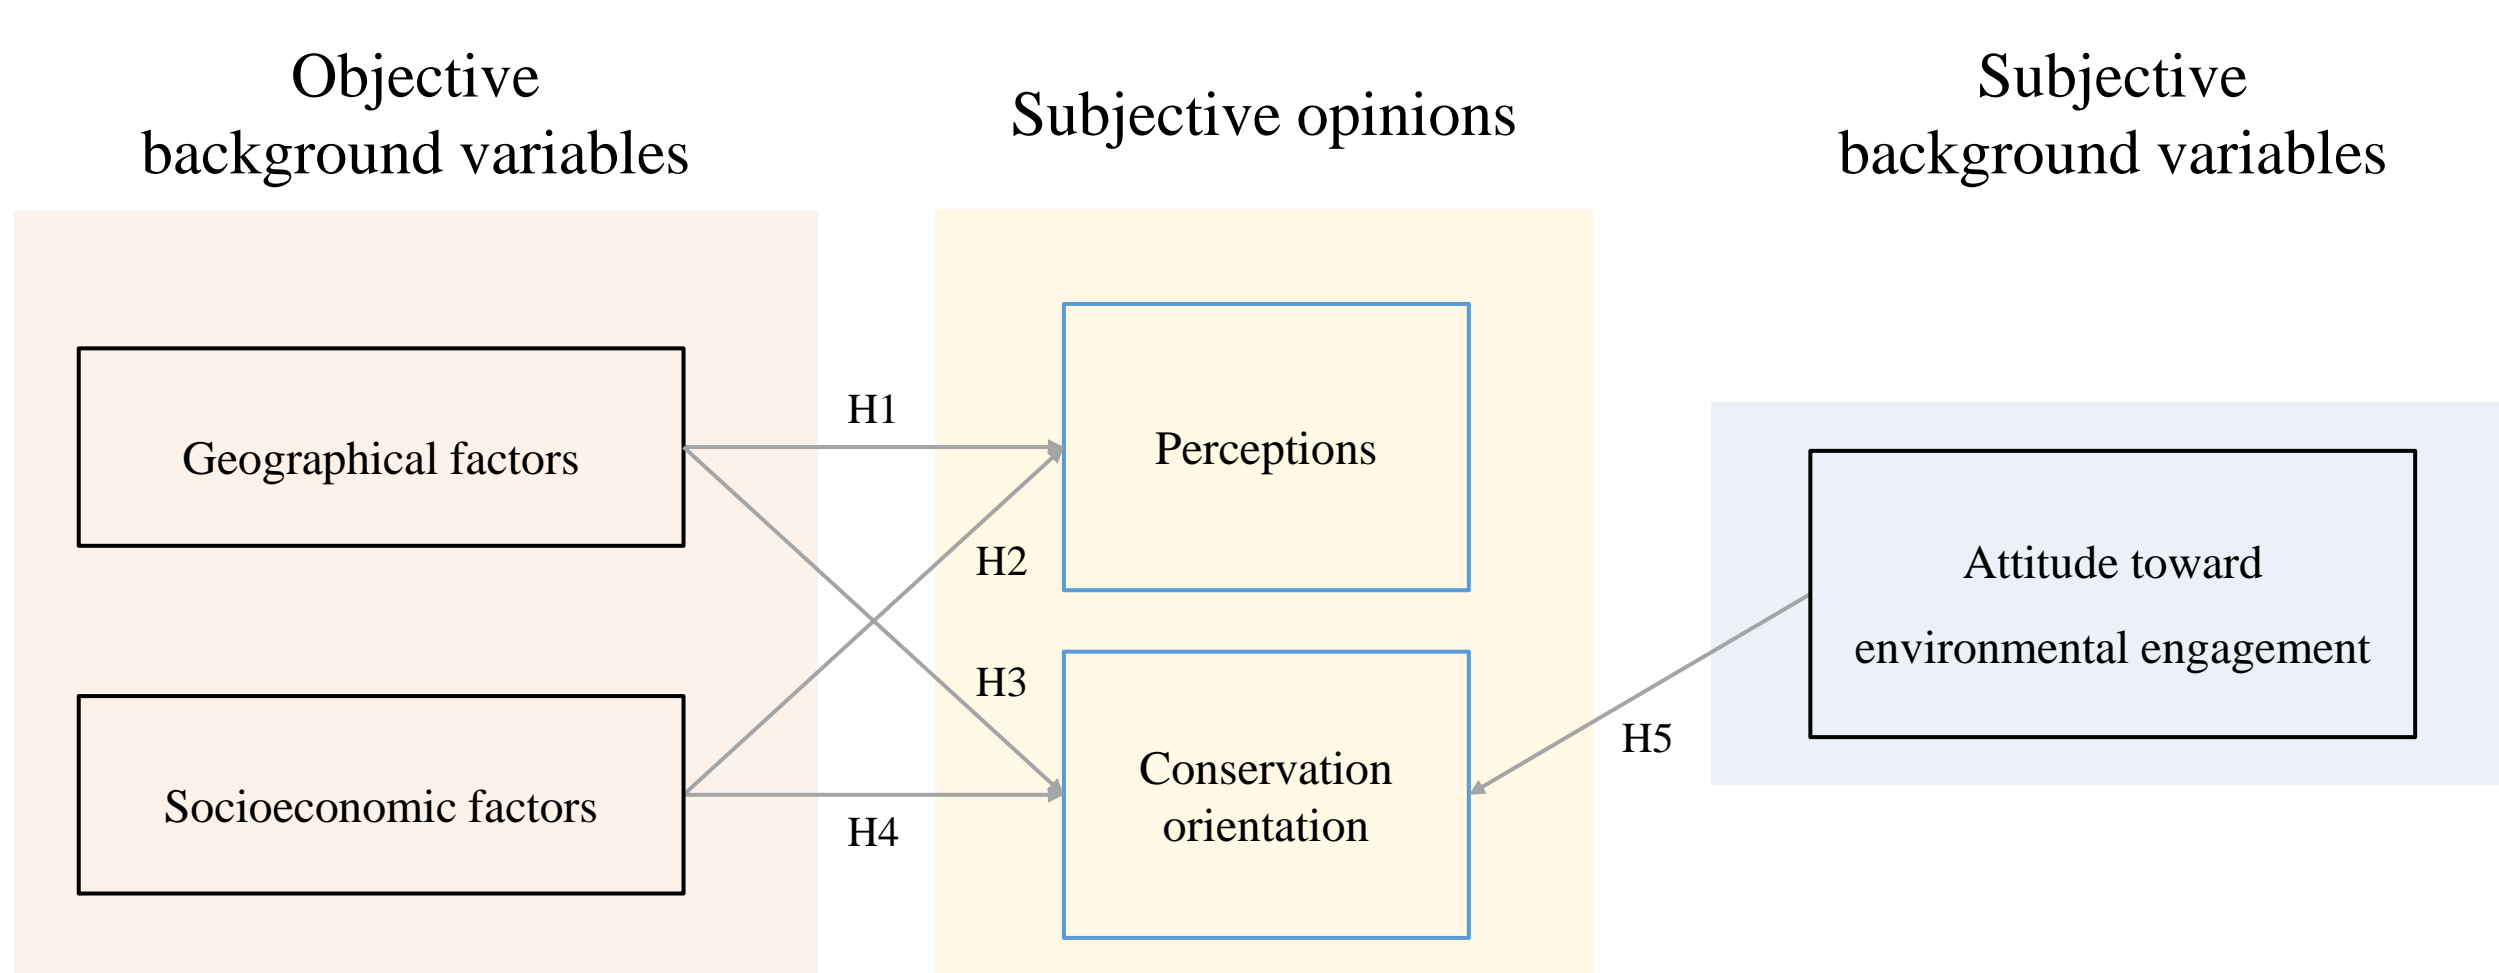 Objective
background variables
Subjective opinions
Subjective
background variables
Geographical factors
Socioeconomic factors
H1
H2
H3
H4
Perceptions
Conservation
orientation
H5
Attitude toward
environmental engagement